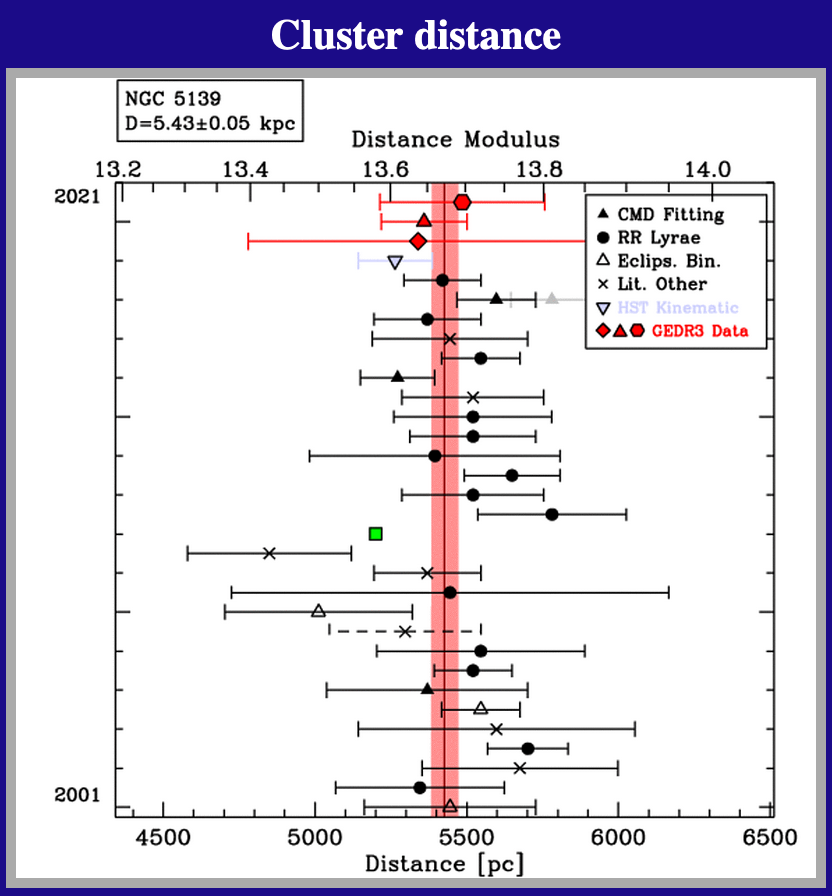 Cluster distance
NGC 5139
D=5.43±0.05 kpc
Distance Modulus
13.2 13.4 13.6 13.8 14.0
2021
CMD Fitting
RR Lyrae
Eclips. Bin.
Lit. Other
HST Kinematic
GEDR3 Data
2001
4500 5000 5500 6000 6500
Distance [pc]